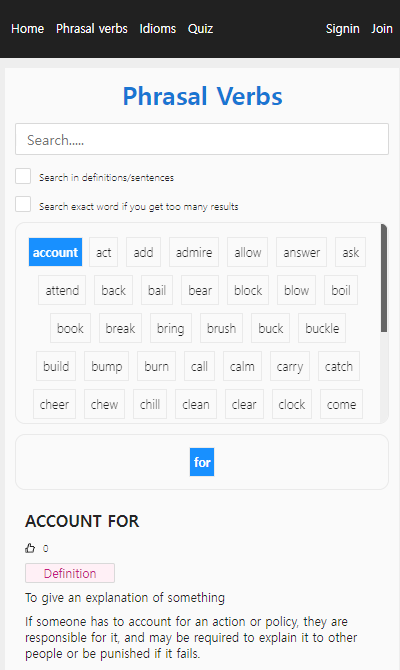 Home Phrasal verbs Idioms Quiz Signin Join
Phrasal Verbs
Search.....
Search in definitions/sentences
Search exact word if you get too many results
account act add admire allow answer ask
attend back bail bear block blow boil
book break bring brush buck buckle
build bump burn call calm carry catch
cheer chew chill clean clear clock come
for
ACCOUNT FOR
0
Definition
To give an explanation of something
If someone has to account for an action or policy, they are
responsible for it, and may be required to explain it to other
people or be punished if it fails.